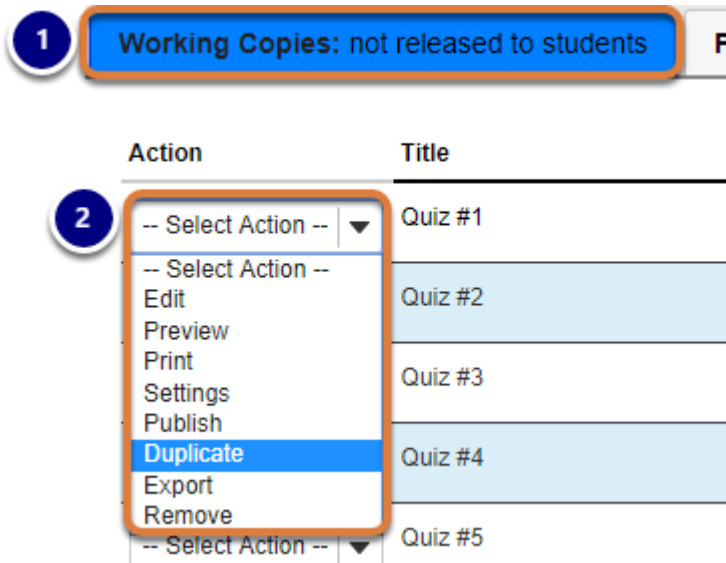 1 Working Copies: not released to students
Action Title
2 -- Select Action -- Quiz #1
-- Select Action --
Edit
Quiz #2
Preview
Print
Quiz #3
Settings
Publish
Duplicate
Quiz #4
Export
Remove
-- Select Action -- Quiz #5